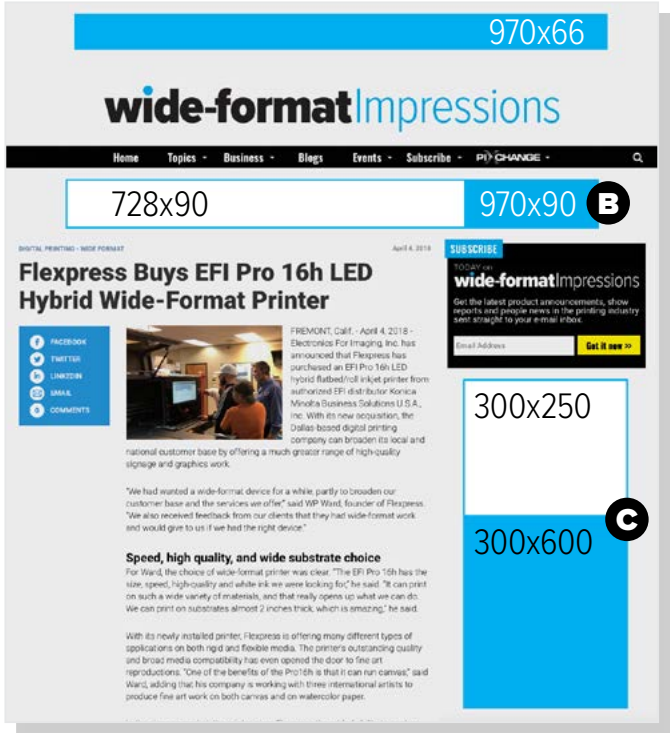 970x66
wide-formatImpressions
Home Topics Business Blogs Events Subscribe PI XCHANGE
728x90 970x90 B
DIGITAL PRINTING - WIDE FORMAT April 4, 2018
Flexpress Buys EFI Pro 16h LED
Hybrid Wide-Format Printer
FACEBOOK
TWITTER
LINKEDIN
EMAIL
0 COMMENTS
FREMONT, Calif. - April 4, 2018 -
Electronics For Imaging, Inc. has
announced that Flexpress has
purchased an EFI Pro 16h LED
hybrid flatbed/roll inkjet printer from
authorized EFI distributor Konica
Minolta Business Solutions U.S.A.,
Inc. With its new acquisition, the
Dallas-based digital printing
company can broaden its local and
national customer base by offering a much greater range of high-quality
signage and graphics work.
"We had wanted a wide-format device for a while, partly to broaden our
customer base and the services we offer," said WP Ward, founder of Flexpress.
"We also received feedback from our clients that they had wide-format work
and would give to us if we had the right device."
Speed, high quality, and wide substrate choice
For Ward, the choice of wide-format printer was clear. "The EFI Pro 16h has the
size, speed, high-quality and white ink we were looking for," he said. "It can print
on such a wide variety of materials, and that really opens up what we can do.
We can print on substrates almost 2 inches thick, which is amazing," he said.
With its newly installed printer, Flexpress is offering many different types of
applications on both rigid and flexible media. The printer's outstanding quality
and broad media compatibility has even opened the door to fine art
reproductions. "One of the benefits of the Pro16h is that it can run canvas," said
Ward, adding that his company is working with three international artists to
produce fine art work on both canvas and on watercolor paper.
SUBSCRIBE
TODAY on
wide-formatImpressions
Get the latest product announcements, show
reports and people news in the printing industry
sent straight to your e-mail inbox.
Email Address Get it now >>
300x250
C
300x600